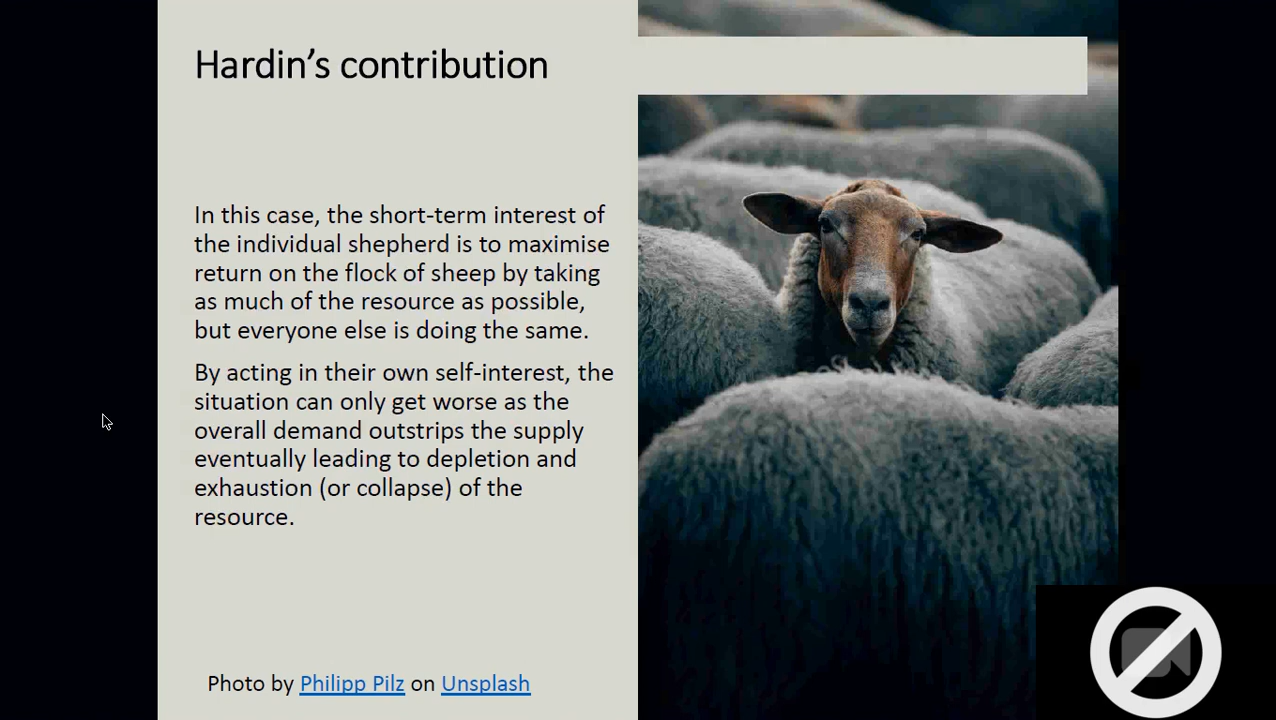 Hardin’s contribution
In this case, the short-term interest of
the individual shepherd is to maximise
return on the flock of sheep by taking
as much of the resource as possible,
but everyone else is doing the same.
By acting in their own self-interest, the
situation can only get worse as the
overall demand outstrips the supply
eventually leading to depletion and
exhaustion (or collapse) of the
resource.
Photo by Philipp Pilz on Unsplash